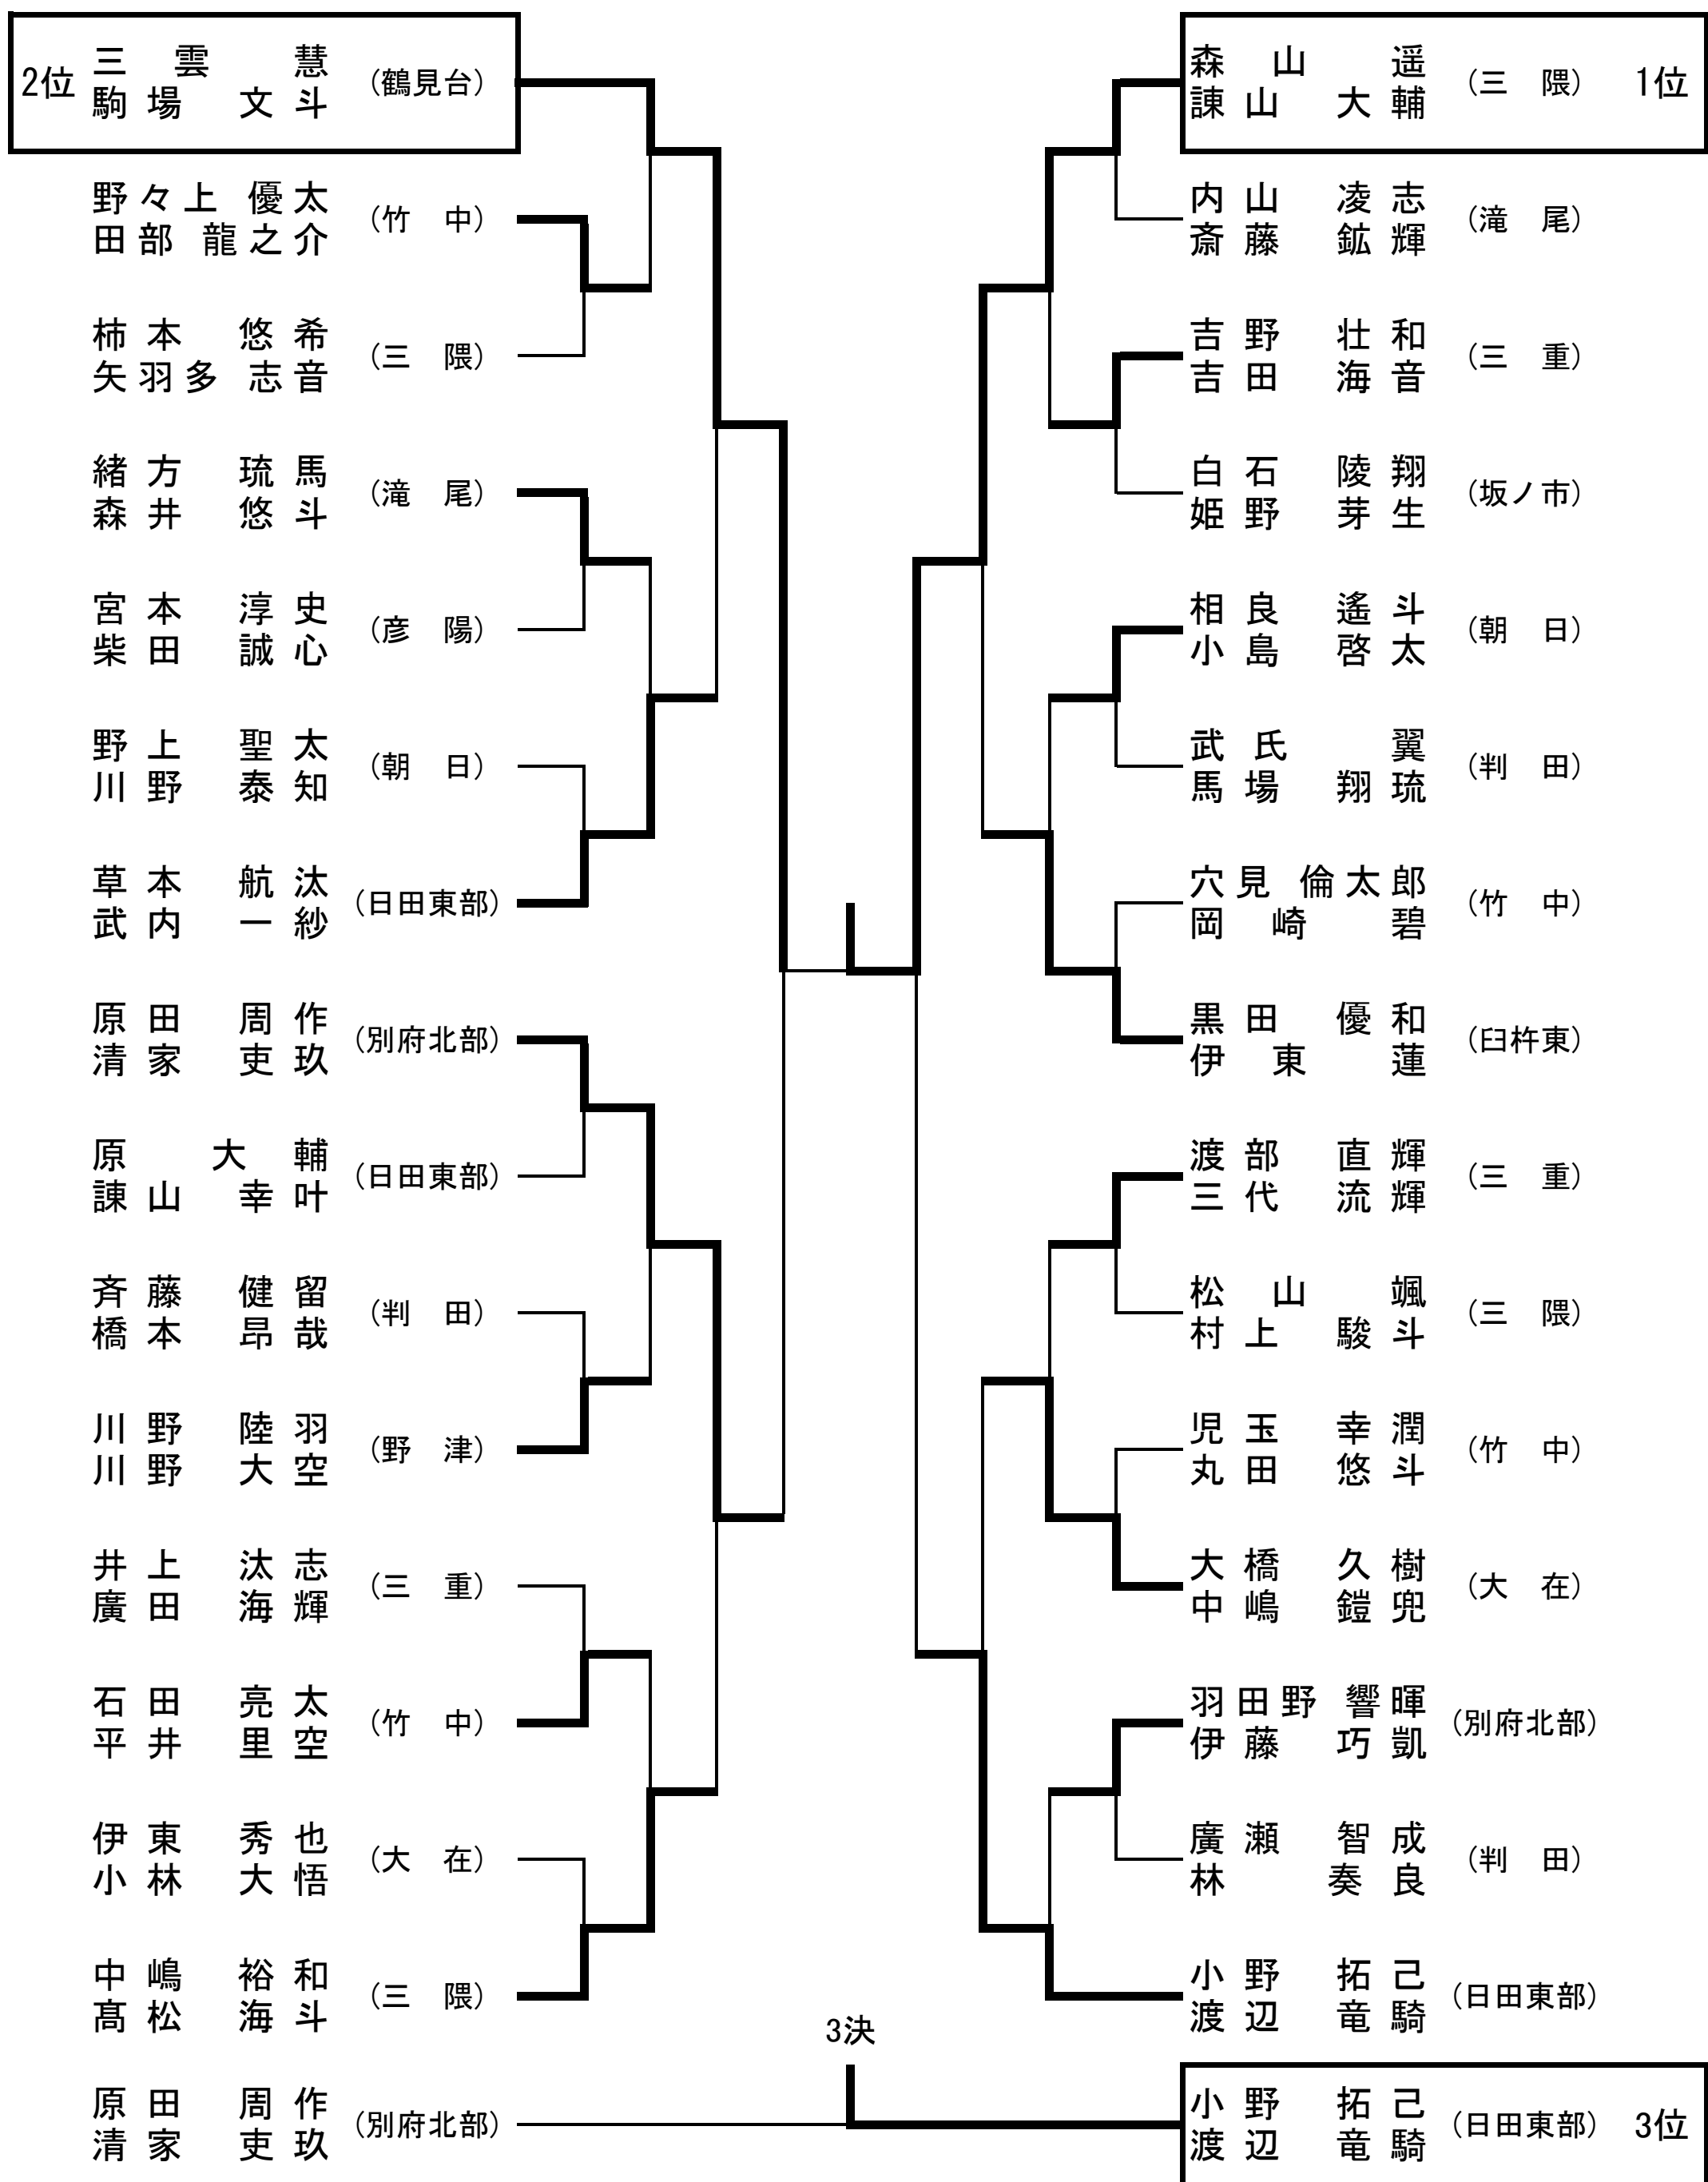 2位 三雲慧 (鶴見台)
駒場文斗
野々上優太 (竹中)
田部龍之介
柿本悠希 (三隈)
矢羽多志音
緒方琉馬 (滝尾)
森井悠斗
宮本淳史 (彦陽)
柴田誠心
野上聖太 (朝日)
川野泰知
草本航汰 (日田東部)
武内一紗
原田周作 (別府北部)
清家吏玖
原大輔 (日田東部)
諌山幸叶
斉藤健留 (判田)
橋本昂哉
川野陸羽 (野津)
川野大空
井上汰志 (三重)
廣田海輝
石田亮太 (竹中)
平井里空
伊東秀也 (大在)
小林大悟
中嶋裕和 (三隈)
髙松海斗
森山遥 (三隈) 1位
諌山大輔
内山凌志 (滝尾)
斎藤鉱輝
吉野壮和 (三重)
吉田海音
白石陵翔 (坂ノ市)
姫野芽生
相良遙斗 (朝日)
小島啓太
武氏翼 (判田)
馬場翔琉
穴見倫太郎 (竹中)
岡崎碧
黒田優和 (臼杵東)
伊東蓮
渡部直輝 (三重)
三代流輝
松山颯 (三隈)
村上駿斗
児玉幸潤 (竹中)
丸田悠斗
大橋久樹 (大在)
中嶋鎧兜
羽田野響暉 (別府北部)
伊藤巧凱
廣瀬智成 (判田)
林奏良
小野拓己 (日田東部)
渡辺竜騎
3決
原田周作 (別府北部)
清家吏玖
小野拓己 (日田東部) 3位
渡辺竜騎